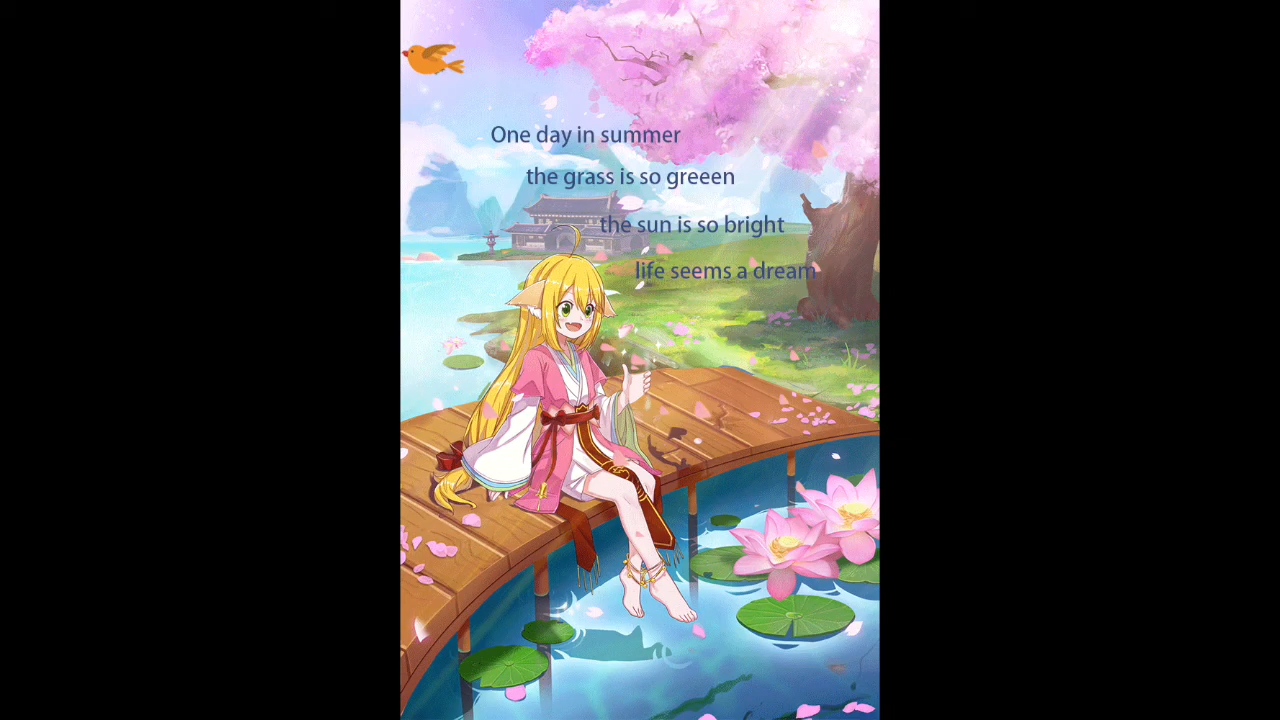 One day in summer
the grass is so greeen
the sun is so bright
life seems a dream